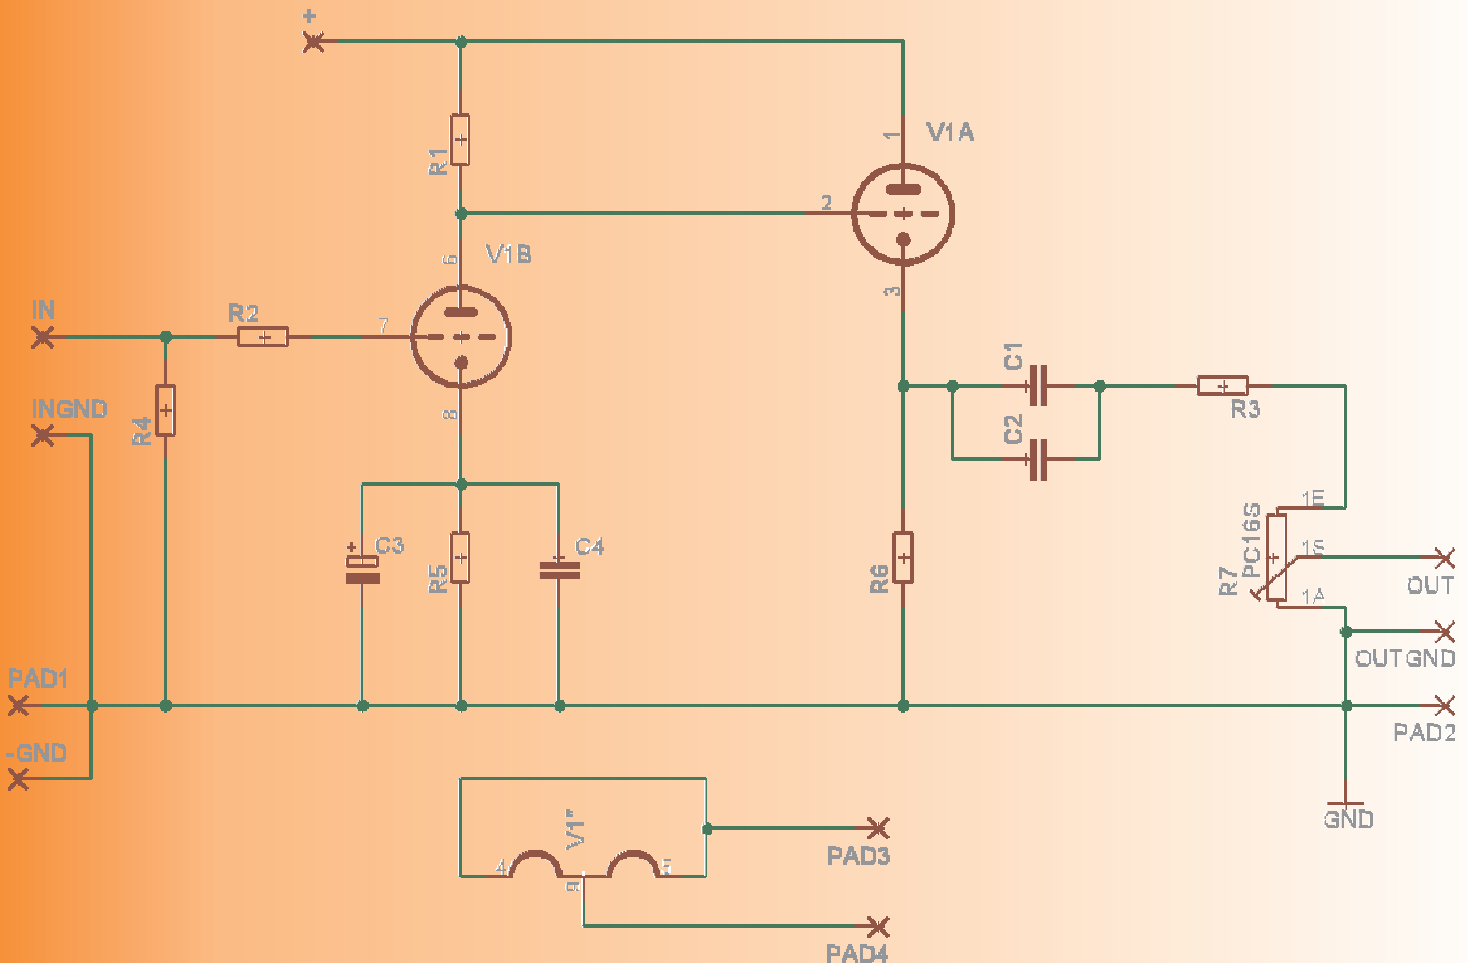 +
V1A
1
R1
2
V1B
6
3
IN
R2
7
C1
INGND
R4
8
R3
C2
1E
PC16S
C3
C4
R5
R6
1S
R7
OUT
1A
PAD1
OUTGND
-GND
PAD2
V1"
GND
4
5
9
PAD3
PAD4